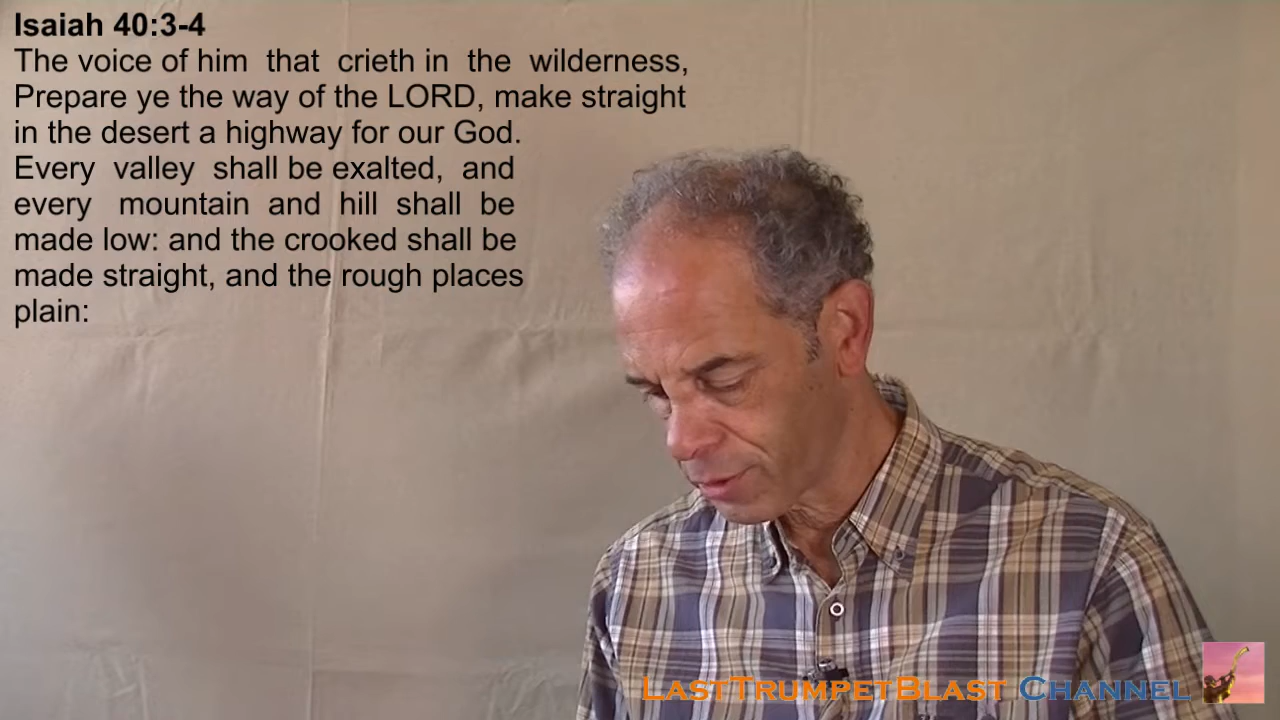 Isaiah 40:3-4
The voice of him that crieth in the wilderness,
Prepare ye the way of the LORD, make straight
in the desert a highway for our God.
Every valley shall be exalted, and
every mountain and hill shall be
made low: and the crooked shall be
made straight, and the rough places
plain:
LastTrumpetBlast Channel